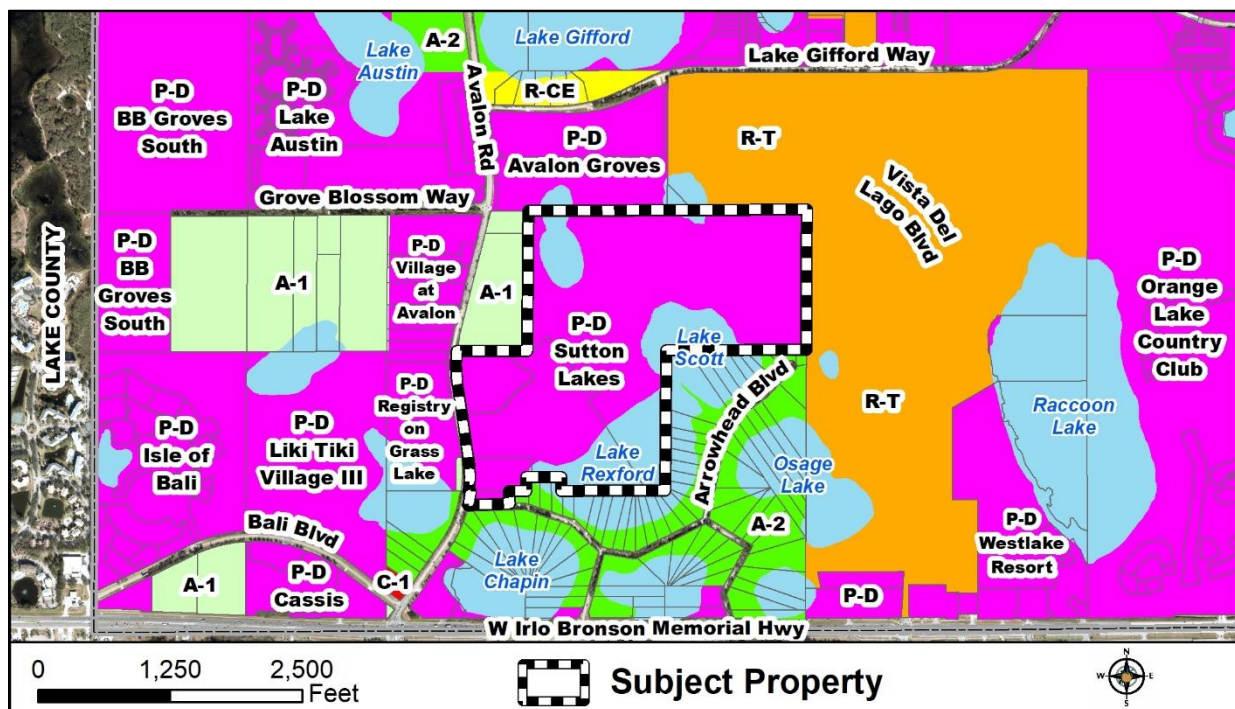 A-2
Lake Gifford
Lake
Austin
Lake Gifford Way
R-CE
P-D
BB Groves
South
P-D
Lake
Austin
Avalon Rd
P-D
Avalon Groves
R-T
Grove Blossom Way
Vista Del
Lago Blvd
LAKE COUNTY
P-D
BB
Groves
South
A-1
P-D
Village
at
Avalon
A-1
P-D
Sutton
Lakes
Lake
Scott
P-D
Orange
Lake
Country
Club
Arrowhead Blvd
R-T
Raccoon
Lake
P-D
Isle of
Bali
P-D
Liki Tiki
Village III
P-D
Registry
on
Grass
Lake
Lake
Rexford
Osage
Lake
A-2
Bali Blvd
A-1
P-D
Cassis
C-1
Lake
Chapin
P-D
Westlake
Resort
P-D
W Irlo Bronson Memorial Hwy
0 1,250 2,500
Feet
Subject Property
N
W E
S